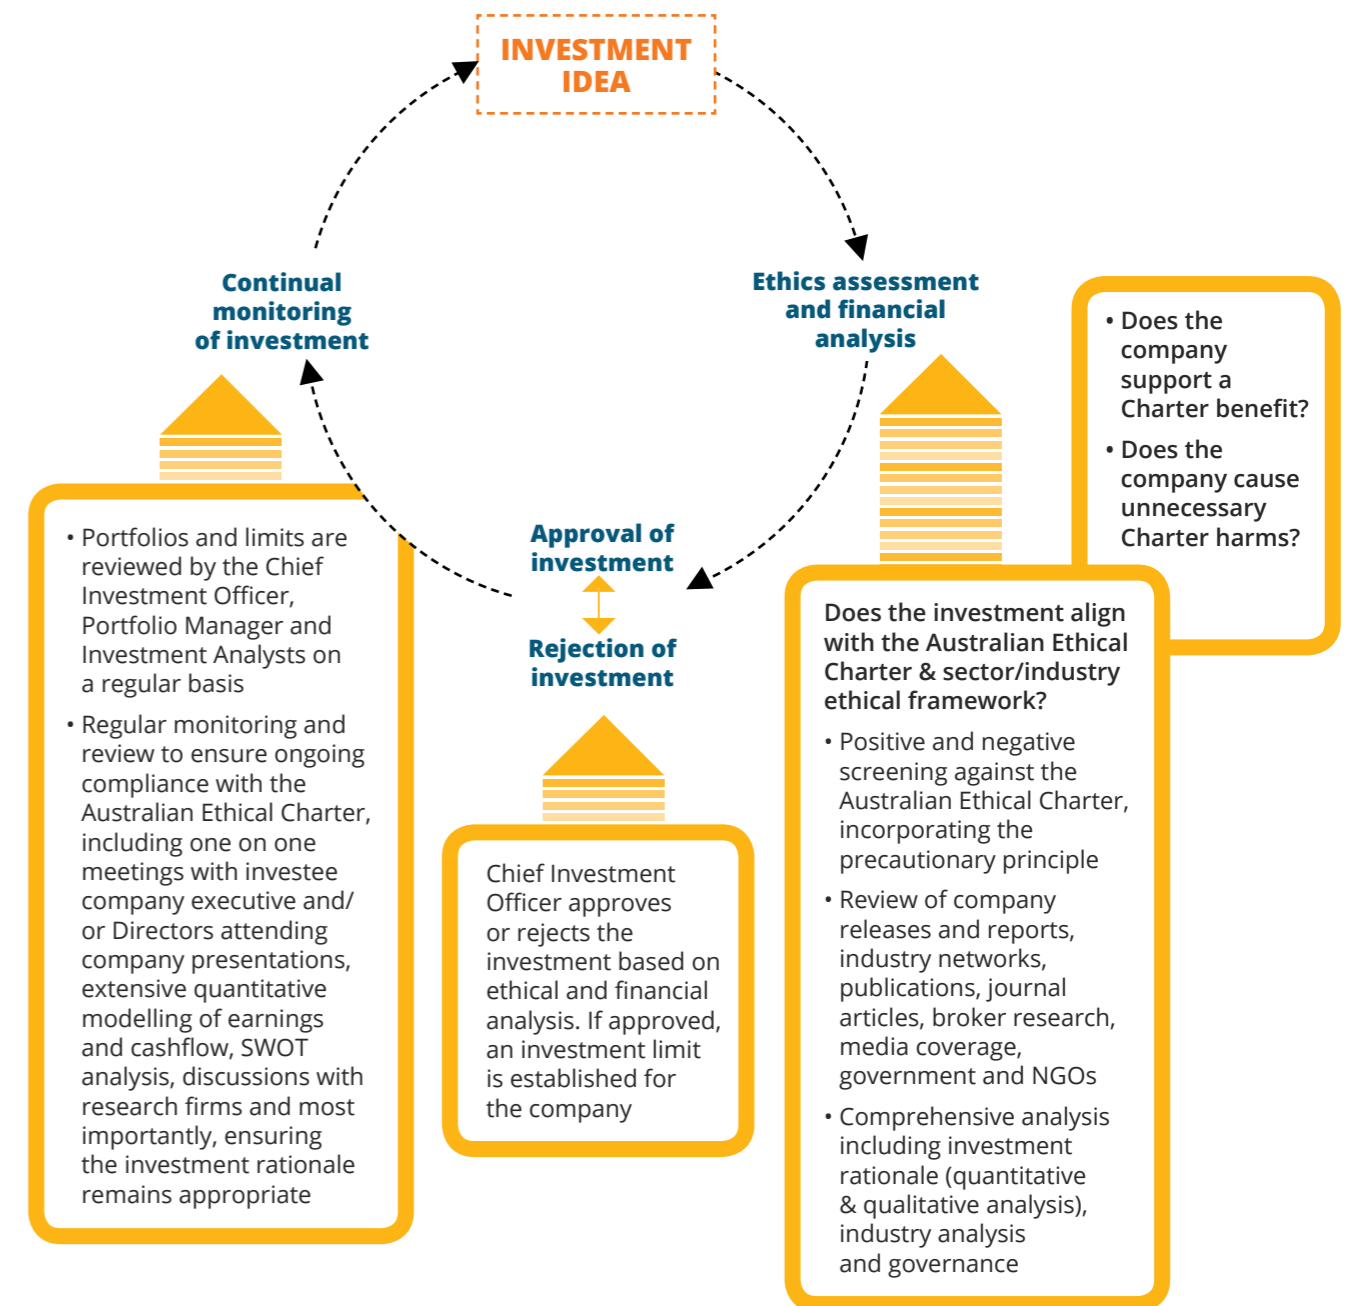 INVESTMENT
IDEA
Ethics assessment
and financial
analysis
• Does the
company
support a
Charter benefit?
• Does the
company cause
unnecessary
Charter harms?
Does the investment align
with the Australian Ethical
Charter & sector/industry
ethical framework?
• Positive and negative
screening against the
Australian Ethical Charter,
incorporating the
precautionary principle
• Review of company
releases and reports,
industry networks,
publications, journal
articles, broker research,
media coverage,
government and NGOs
• Comprehensive analysis
including investment
rationale (quantitative
& qualitative analysis),
industry analysis
and governance
Approval of
investment
Rejection of
investment
Chief Investment
Officer approves
or rejects the
investment based on
ethical and financial
analysis. If approved,
an investment limit
is established for
the company
Continual
monitoring
of investment
• Portfolios and limits are
reviewed by the Chief
Investment Officer,
Portfolio Manager and
Investment Analysts on
a regular basis
• Regular monitoring and
review to ensure ongoing
compliance with the
Australian Ethical Charter,
including one on one
meetings with investee
company executive and/
or Directors attending
company presentations,
extensive quantitative
modelling of earnings
and cashflow, SWOT
analysis, discussions with
research firms and most
importantly, ensuring
the investment rationale
remains appropriate